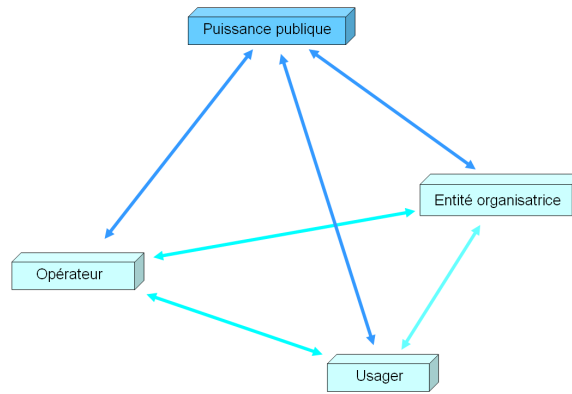 Puissance publique
Entité organisatrice
Opérateur
Usager